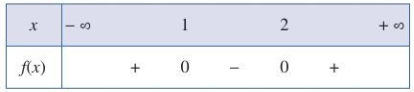 x − ∞ 1 2 + ∞
f(x) + 0 − 0 +